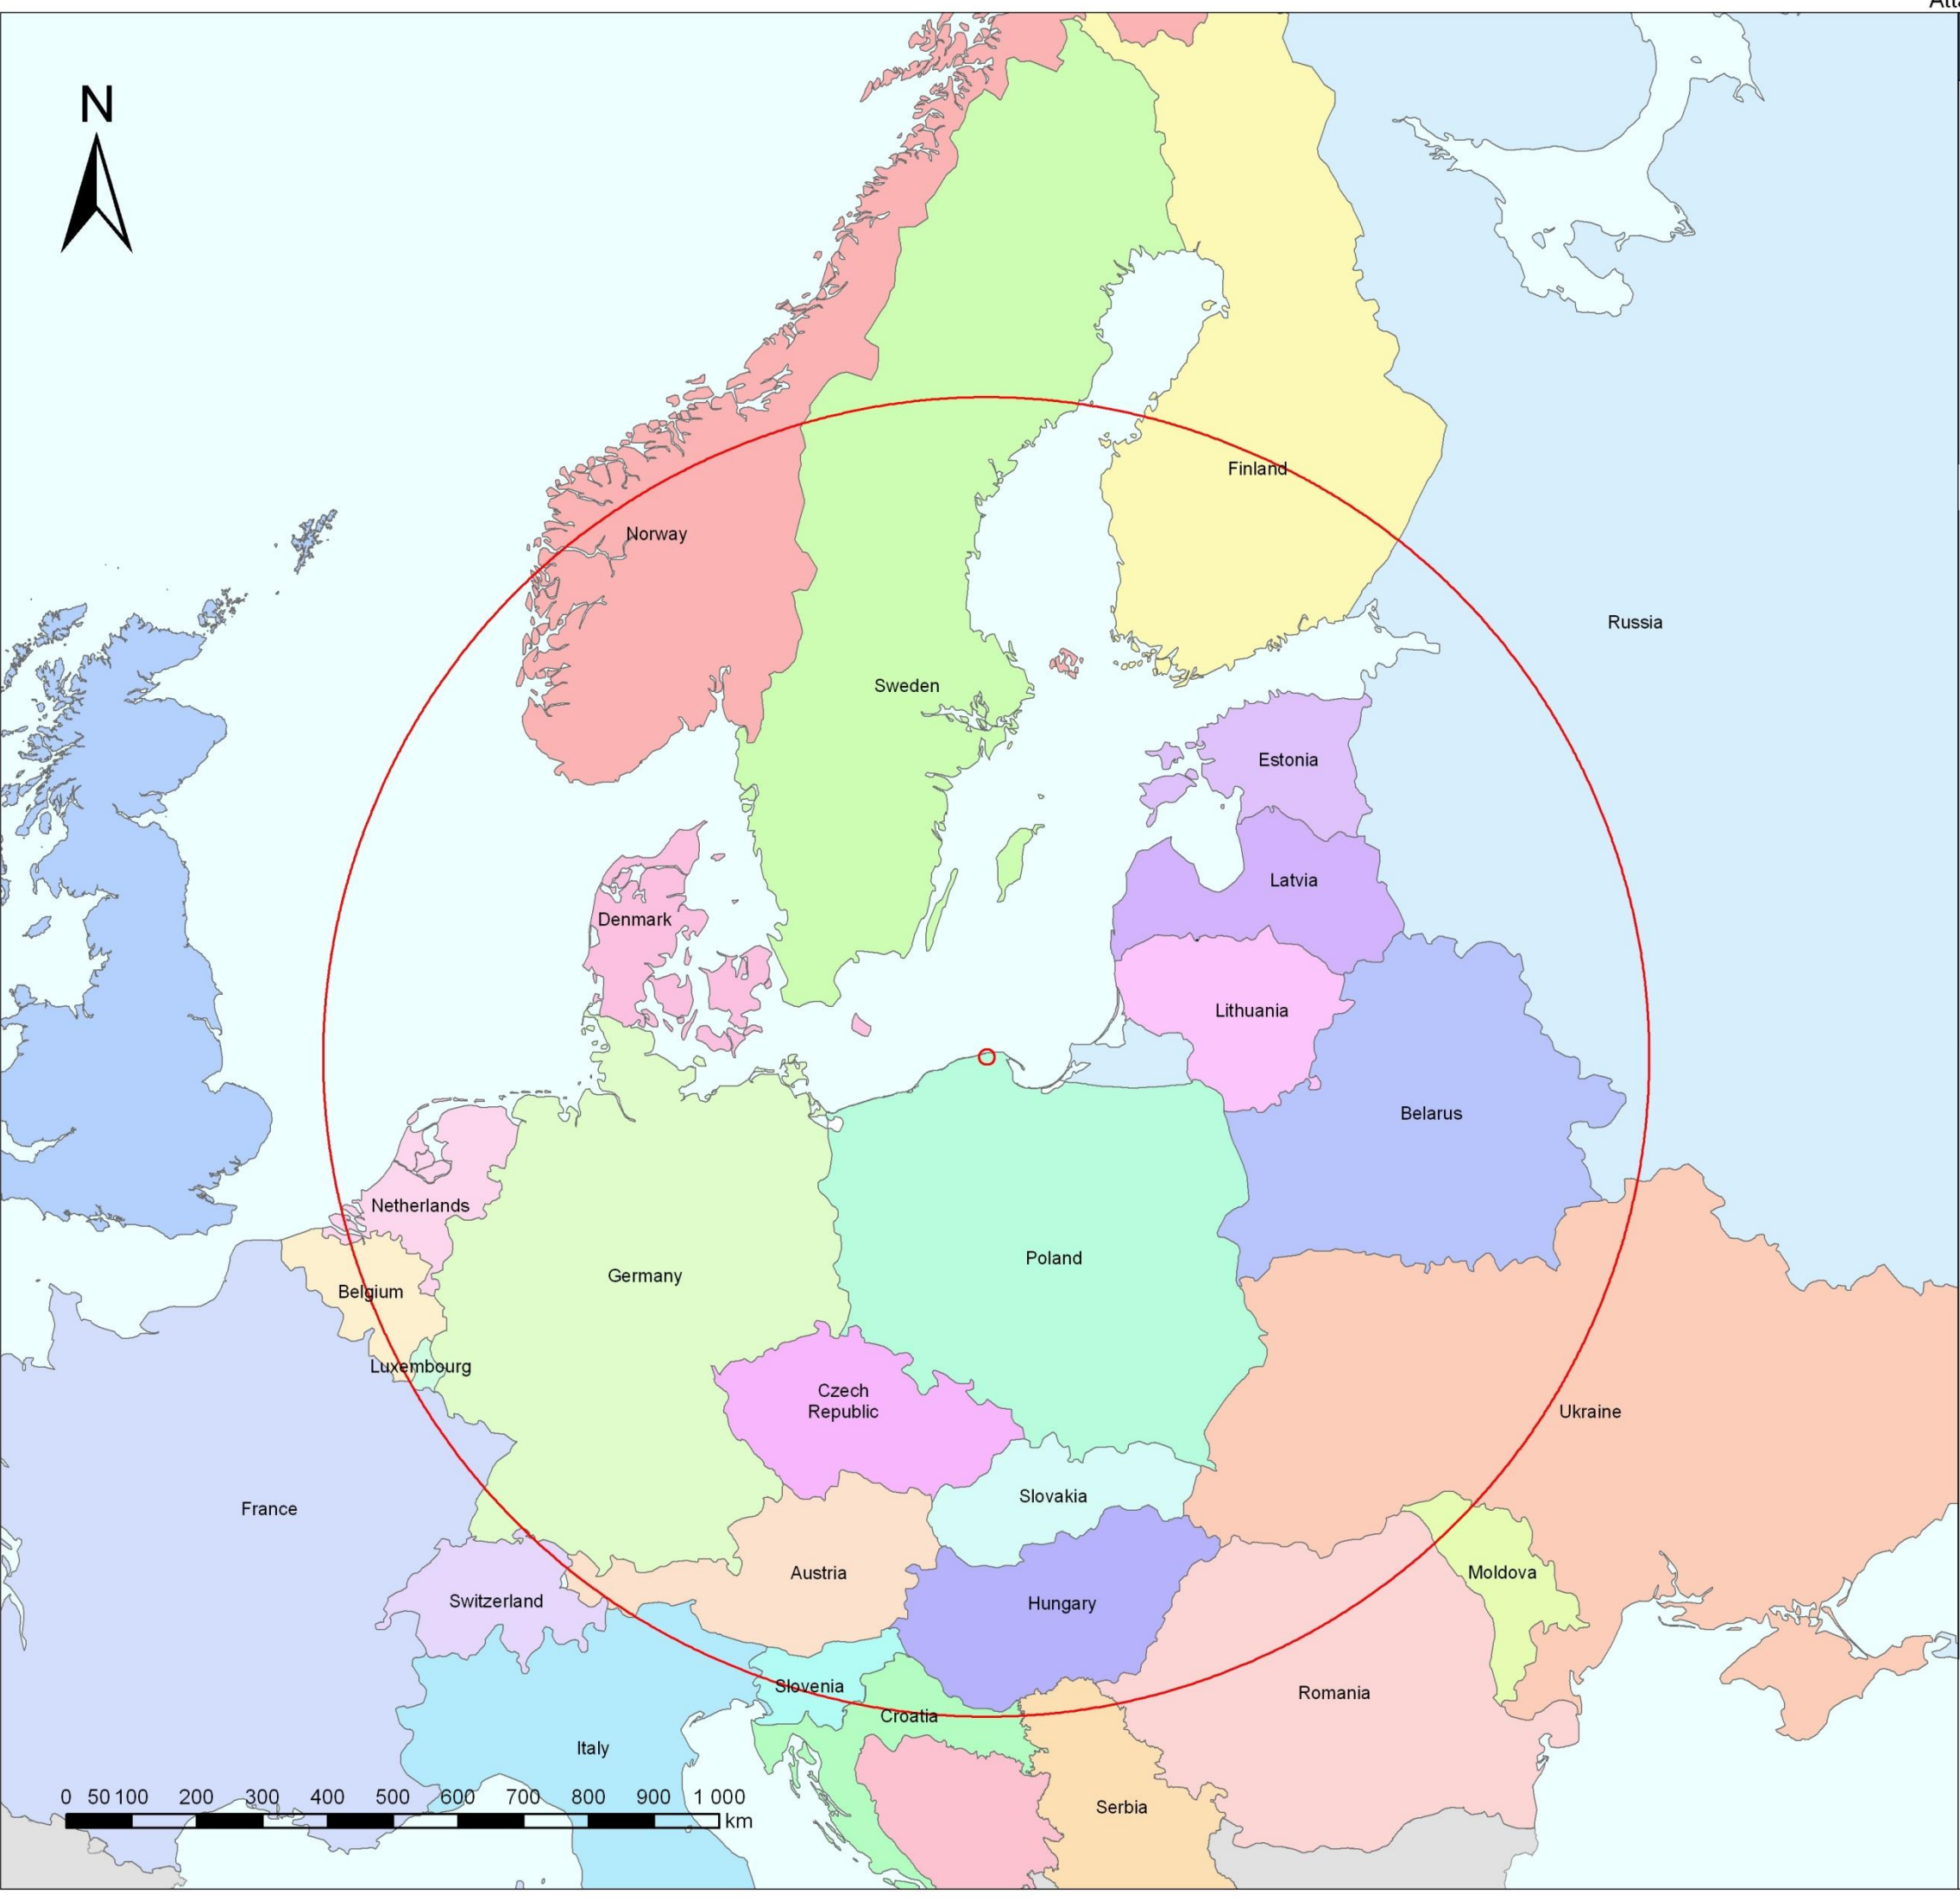 N
Finland
Norway
Russia
Sweden
Estonia
Latvia
Denmark
Lithuania
Belarus
Netherlands
Poland
Germany
Belgium
Luxembourg
Czech
Republic
Ukraine
Slovakia
France
Austria
Moldova
Switzerland
Hungary
Slovenia
Romania
Croatia
Italy
0 50 100 200 300 400 500 600 700 800 900 1 000
km
Serbia